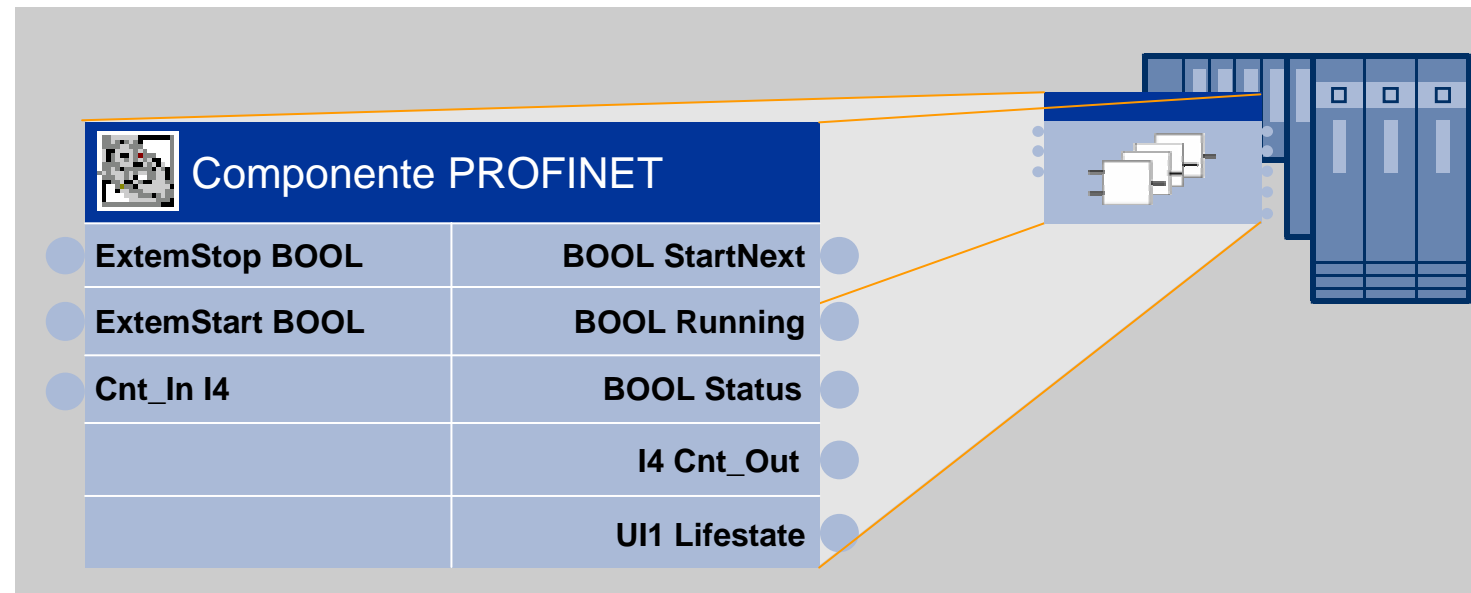 Componente PROFINET
ExtemStop BOOL
BOOL StartNext
ExtemStart BOOL
BOOL Running
Cnt_In I4
BOOL Status
I4 Cnt_Out
UI1 Lifestate